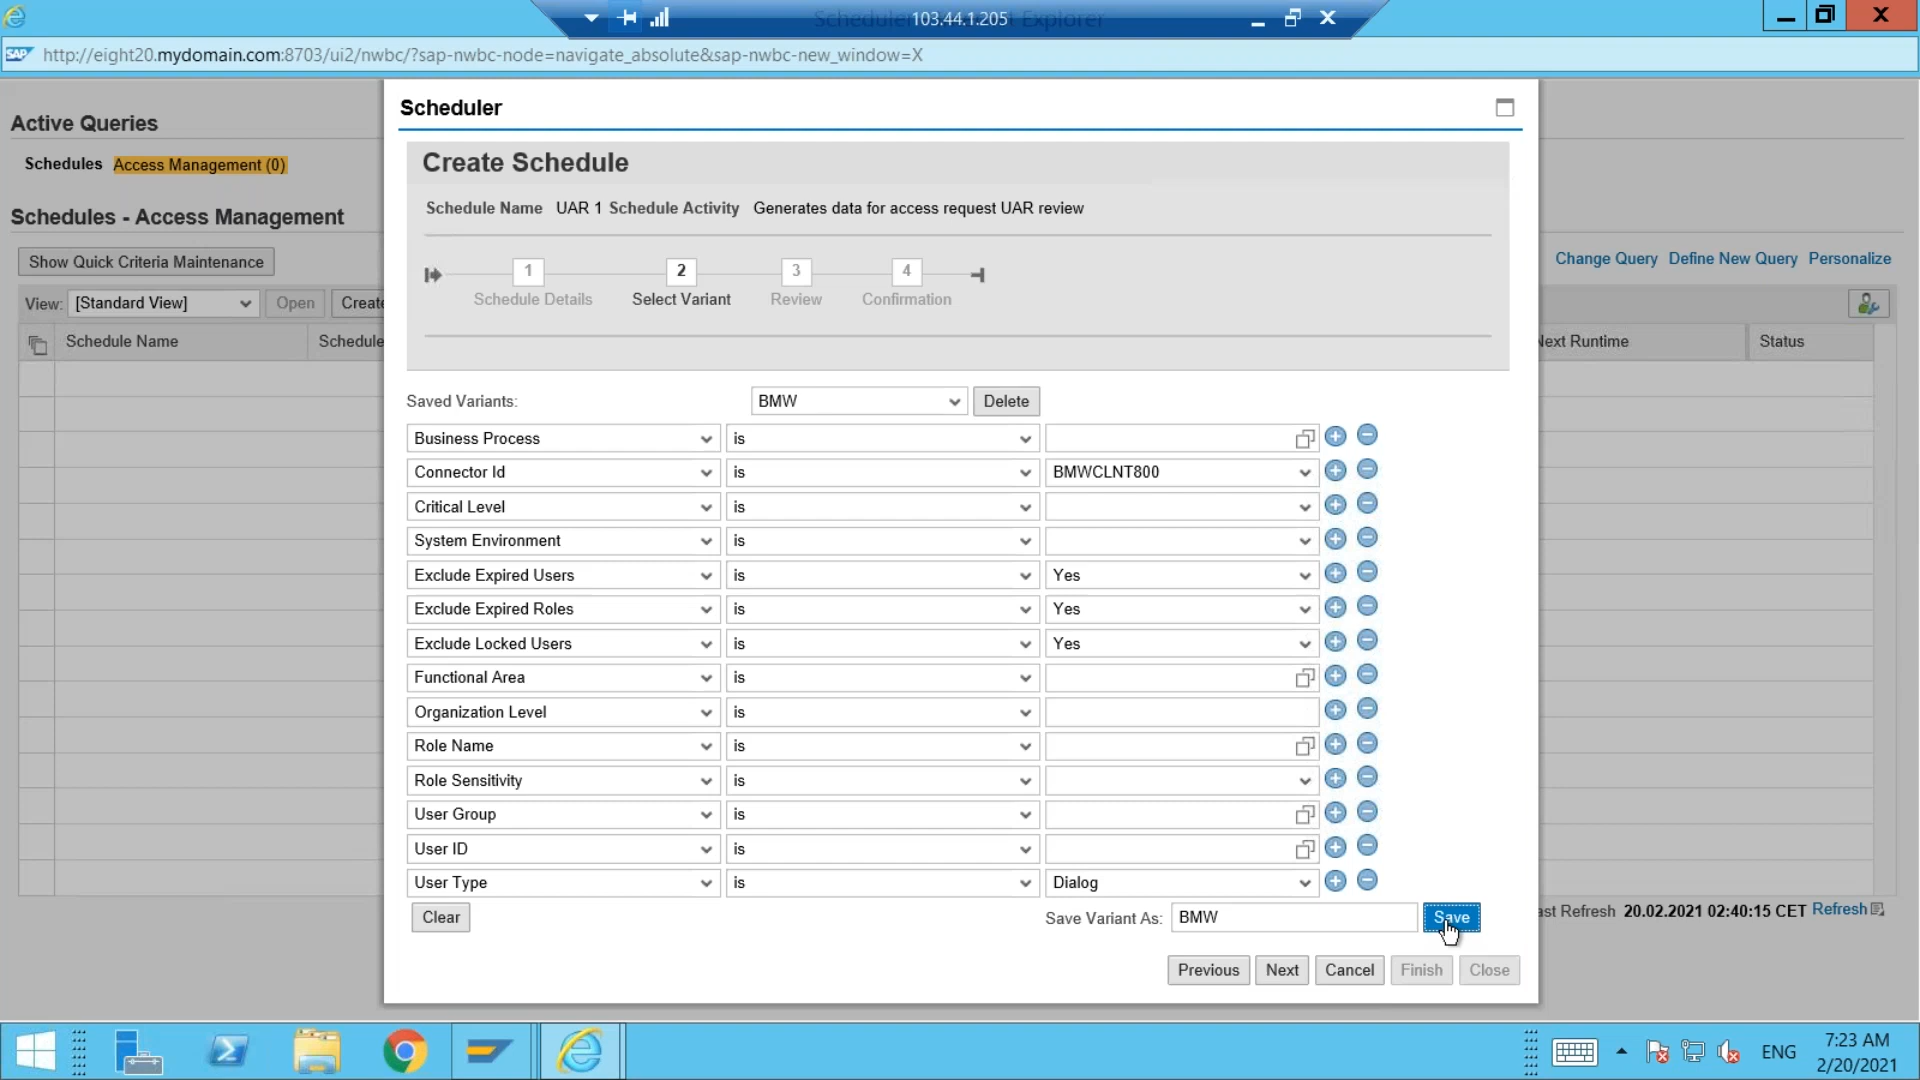 103.44.1.205
SAP http://eight20.mydomain.com:8703/ui2/nwbc/?sap-nwbc-node=navigate_absolute&sap-nwbc-new_window=X
Active Queries
Schedules Access Management (0)
Schedules - Access Management
Show Quick Criteria Maintenance
Change Query Define New Query Personalize
View: [Standard View] Open Create
Schedule Name Schedule Next Runtime Status
Scheduler
Create Schedule
Schedule Name UAR 1 Schedule Activity Generates data for access request UAR review
1 2 3 4
Schedule Details Select Variant Review Confirmation
Saved Variants: BMW Delete
Business Process is
Connector Id is BMWCLNT800
Critical Level is
System Environment is
Exclude Expired Users is Yes
Exclude Expired Roles is Yes
Exclude Locked Users is Yes
Functional Area is
Organization Level is
Role Name is
Role Sensitivity is
User Group is
User ID is
User Type is Dialog
Clear Save Variant As: BMW Save
ast Refresh 20.02.2021 02:40:15 CET Refresh
Previous Next Cancel Finish Close
ENG
7:23 AM
2/20/2021